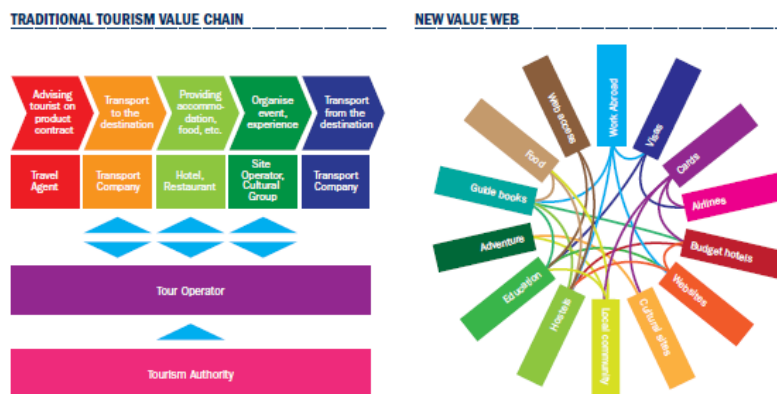 TRADITIONAL TOURISM VALUE CHAIN
Advising
tourist on
product
contract
Transport
to the
destination
Providing
accommo-
dation,
food, etc.
Organise
event,
experience
Transport
from the
destination
Travel
Agent
Transport
Company
Hotel,
Restaurant
Site
Operator,
Cultural
Group
Transport
Company
Tour Operator
Tourism Authority
NEW VALUE WEB
Work Abroad
Visas
Cards
Airlines
Budget hotels
Websites
Cultural sites
Local community
Hostels
Education
Adventure
Guide books
Food
Web access